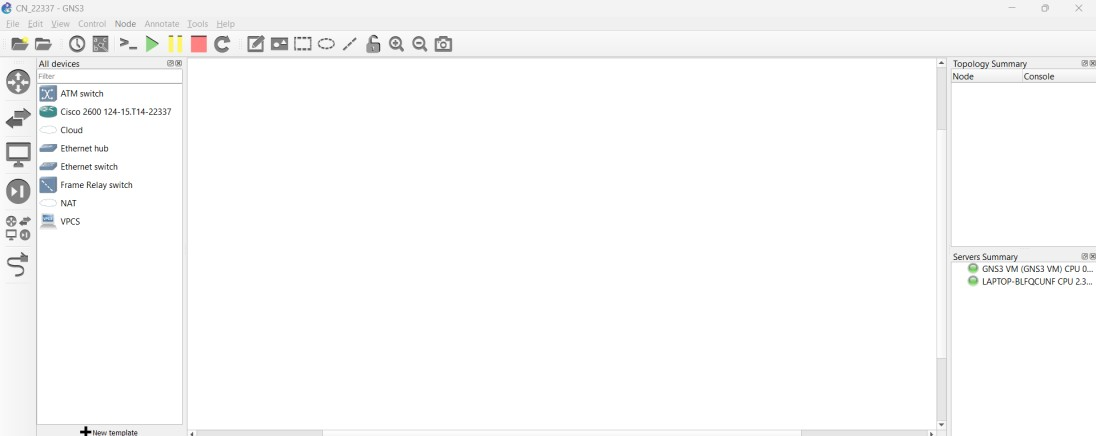 CN_22337 - GNS3
File Edit View Control Node Annotate Tools Help
All devices
Filter
ATM switch
Cisco 2600 124-15.T14-22337
Cloud
Ethernet hub
Ethernet switch
Frame Relay switch
NAT
VPCS
New template
Topology Summary
Node Console
Servers Summary
GNS3 VM (GNS3 VM) CPU 0...
LAPTOP-BLFQCUNF CPU 2.3...